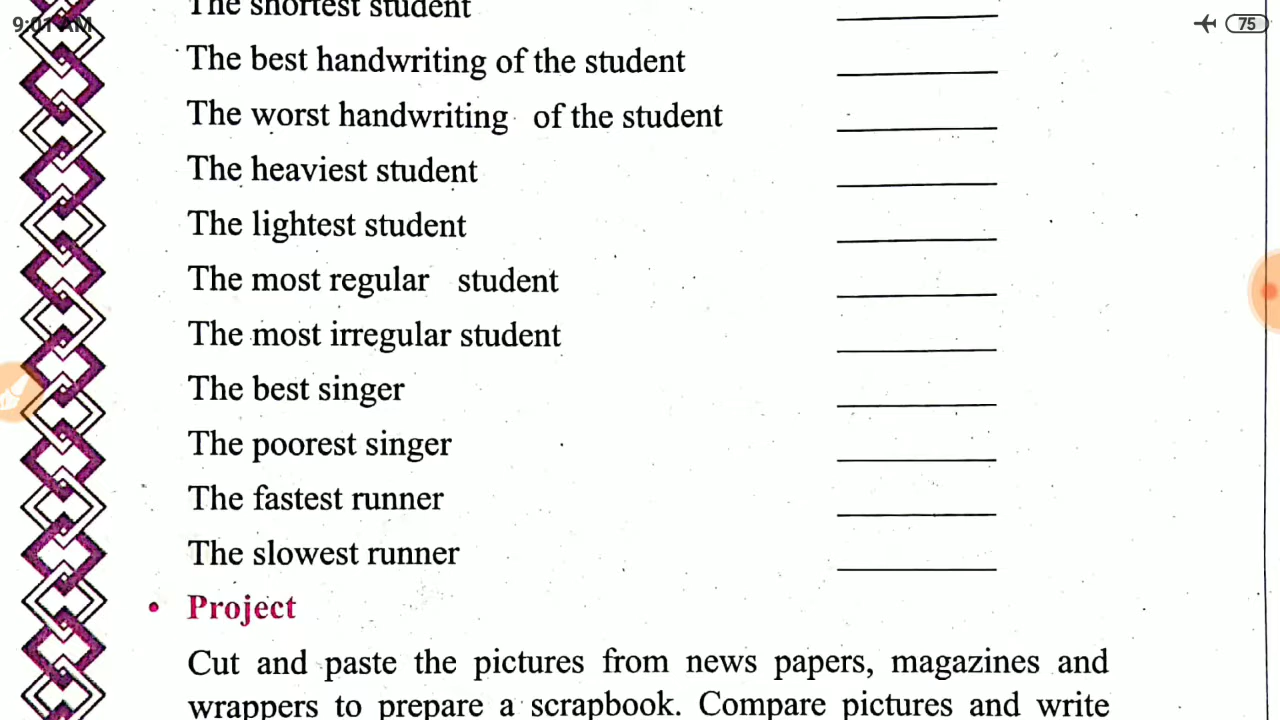 The shortest student
9:01 AM
75
The best handwriting of the student
The worst handwriting of the student
The heaviest student
The lightest student
The most regular student
The most irregular student
The best singer
The poorest singer
The fastest runner
The slowest runner
• Project
Cut and paste the pictures from news papers, magazines and
wrappers to prepare a scrapbook. Compare pictures and write